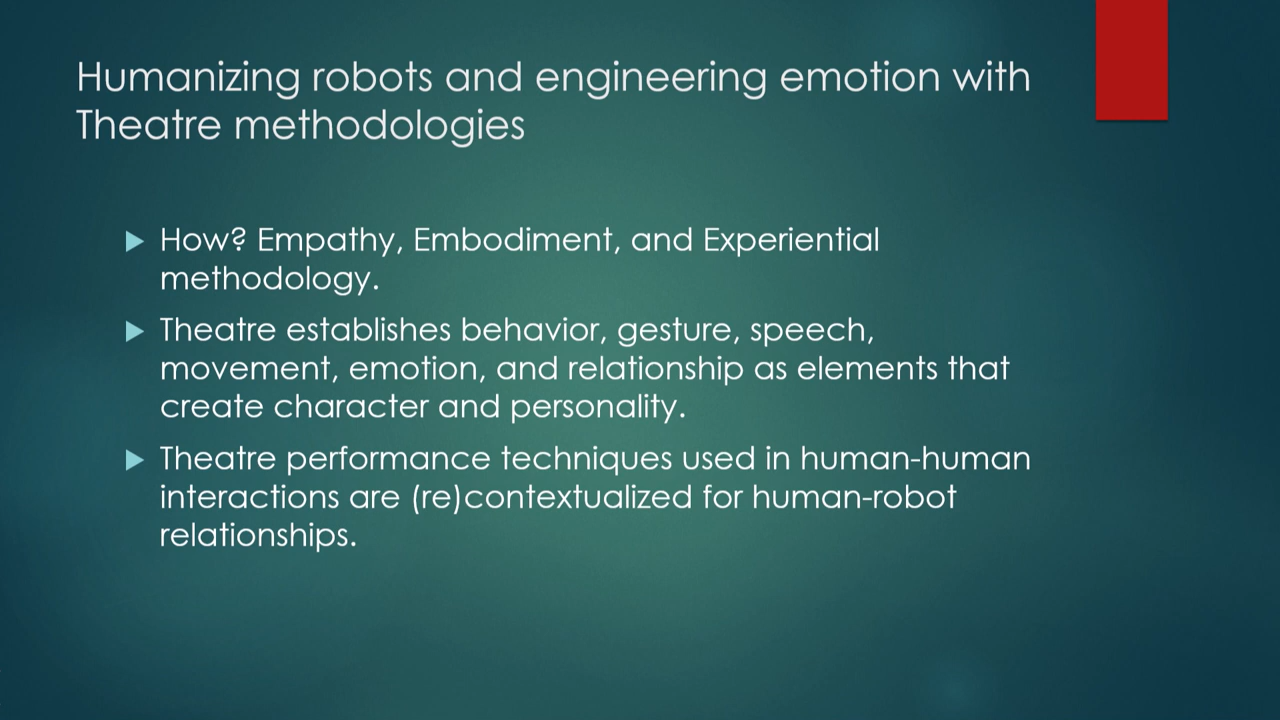 Humanizing robots and engineering emotion with
Theatre methodologies
How? Empathy, Embodiment, and Experiential
methodology.
Theatre establishes behavior, gesture, speech,
movement, emotion, and relationship as elements that
create character and personality.
Theatre performance techniques used in human-human
interactions are (re)contextualized for human-robot
relationships.